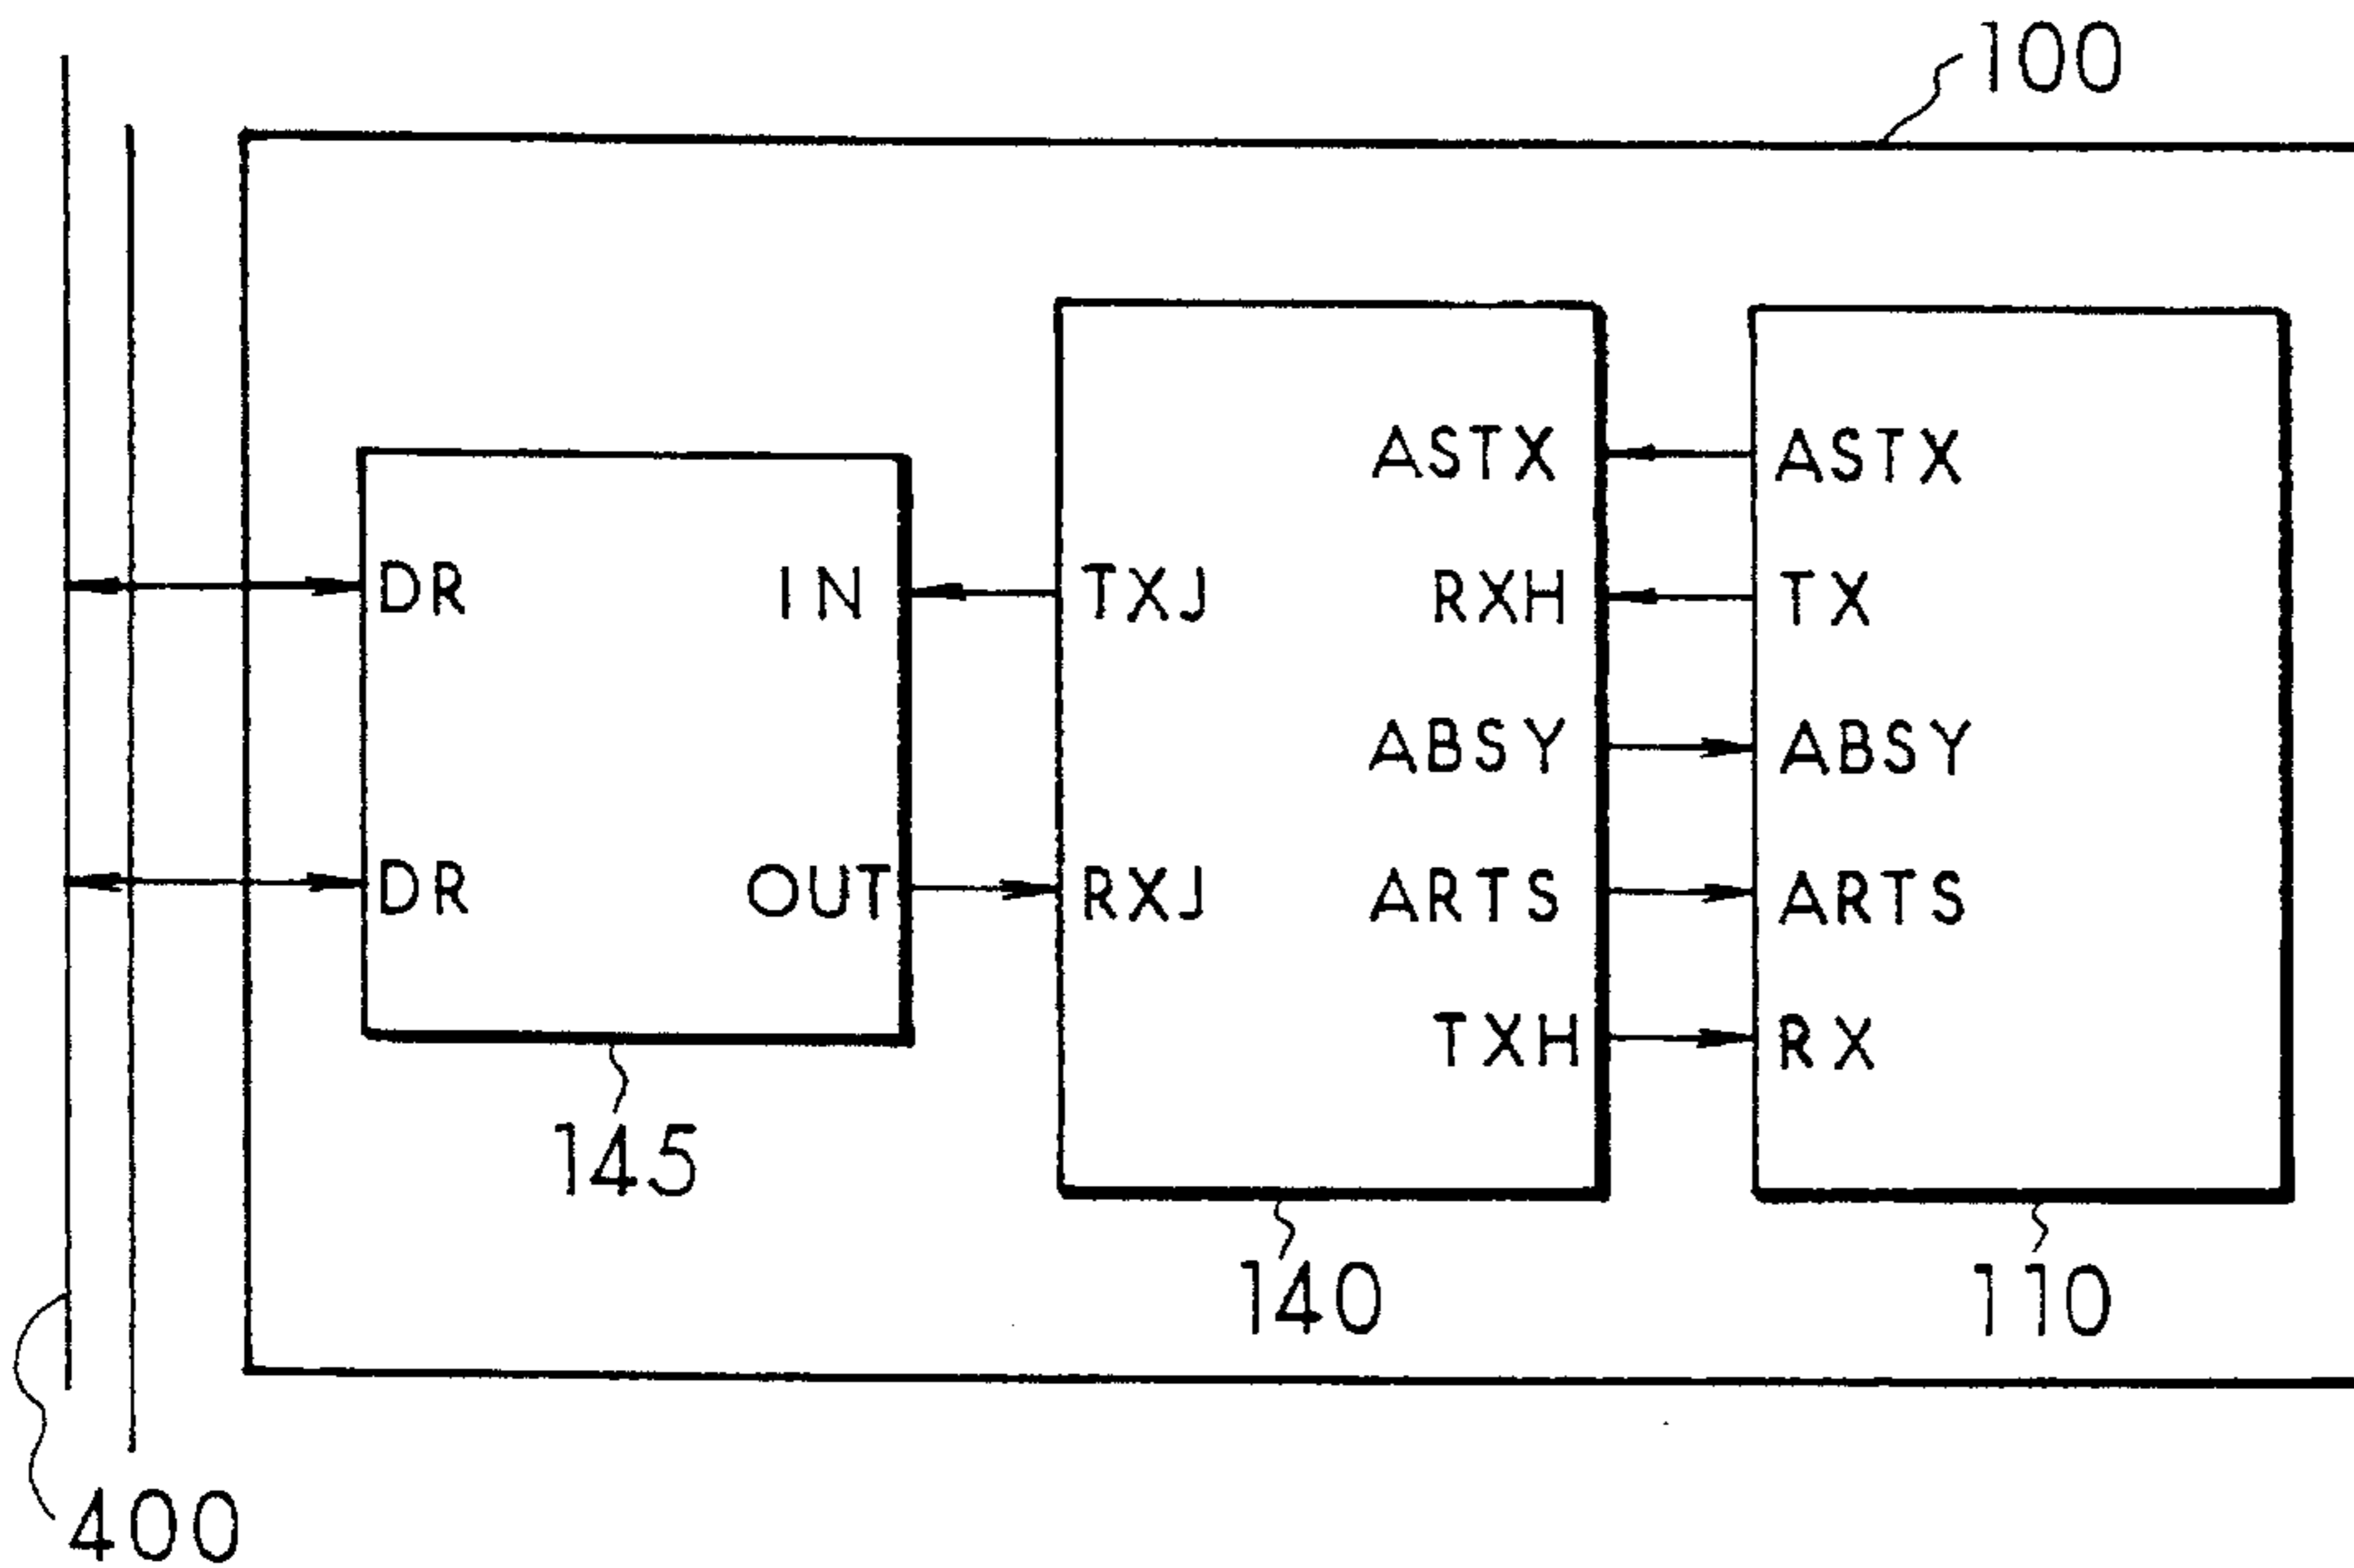 100
ASTX ASTX
DR IN TXJ RXH TX
ABSY ABSY
DR OUT RXJ ARTS ARTS
TXH RX
145
140 110
400